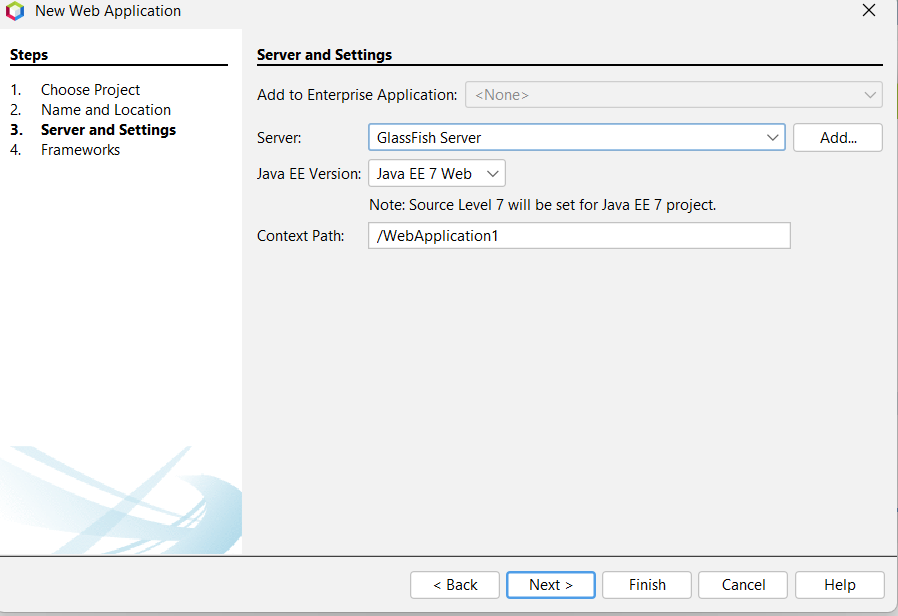 New Web Application
Steps
1. Choose Project
2. Name and Location
3. Server and Settings
4. Frameworks
Server and Settings
Add to Enterprise Application: <None>
Server: GlassFish Server Add...
Java EE Version: Java EE 7 Web
Note: Source Level 7 will be set for Java EE 7 project.
Context Path: /WebApplication1
< Back Next > Finish Cancel Help